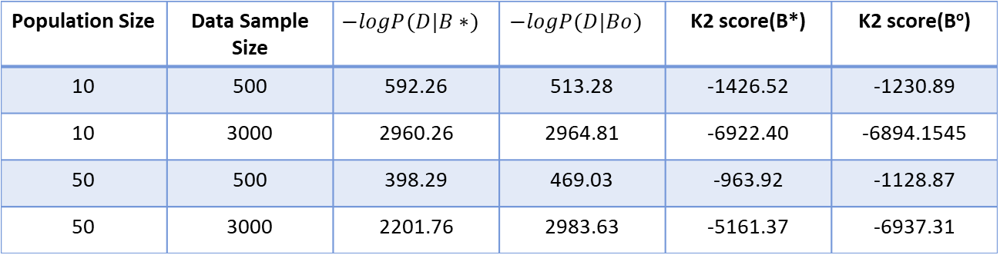 Population Size Data Sample Size −logP(D|B ∗) −logP(D|Bo) K2 score(B*) K2 score(Bᵒ)
10 500 592.26 513.28 -1426.52 -1230.89
10 3000 2960.26 2964.81 -6922.40 -6894.1545
50 500 398.29 469.03 -963.92 -1128.87
50 3000 2201.76 2983.63 -5161.37 -6937.31